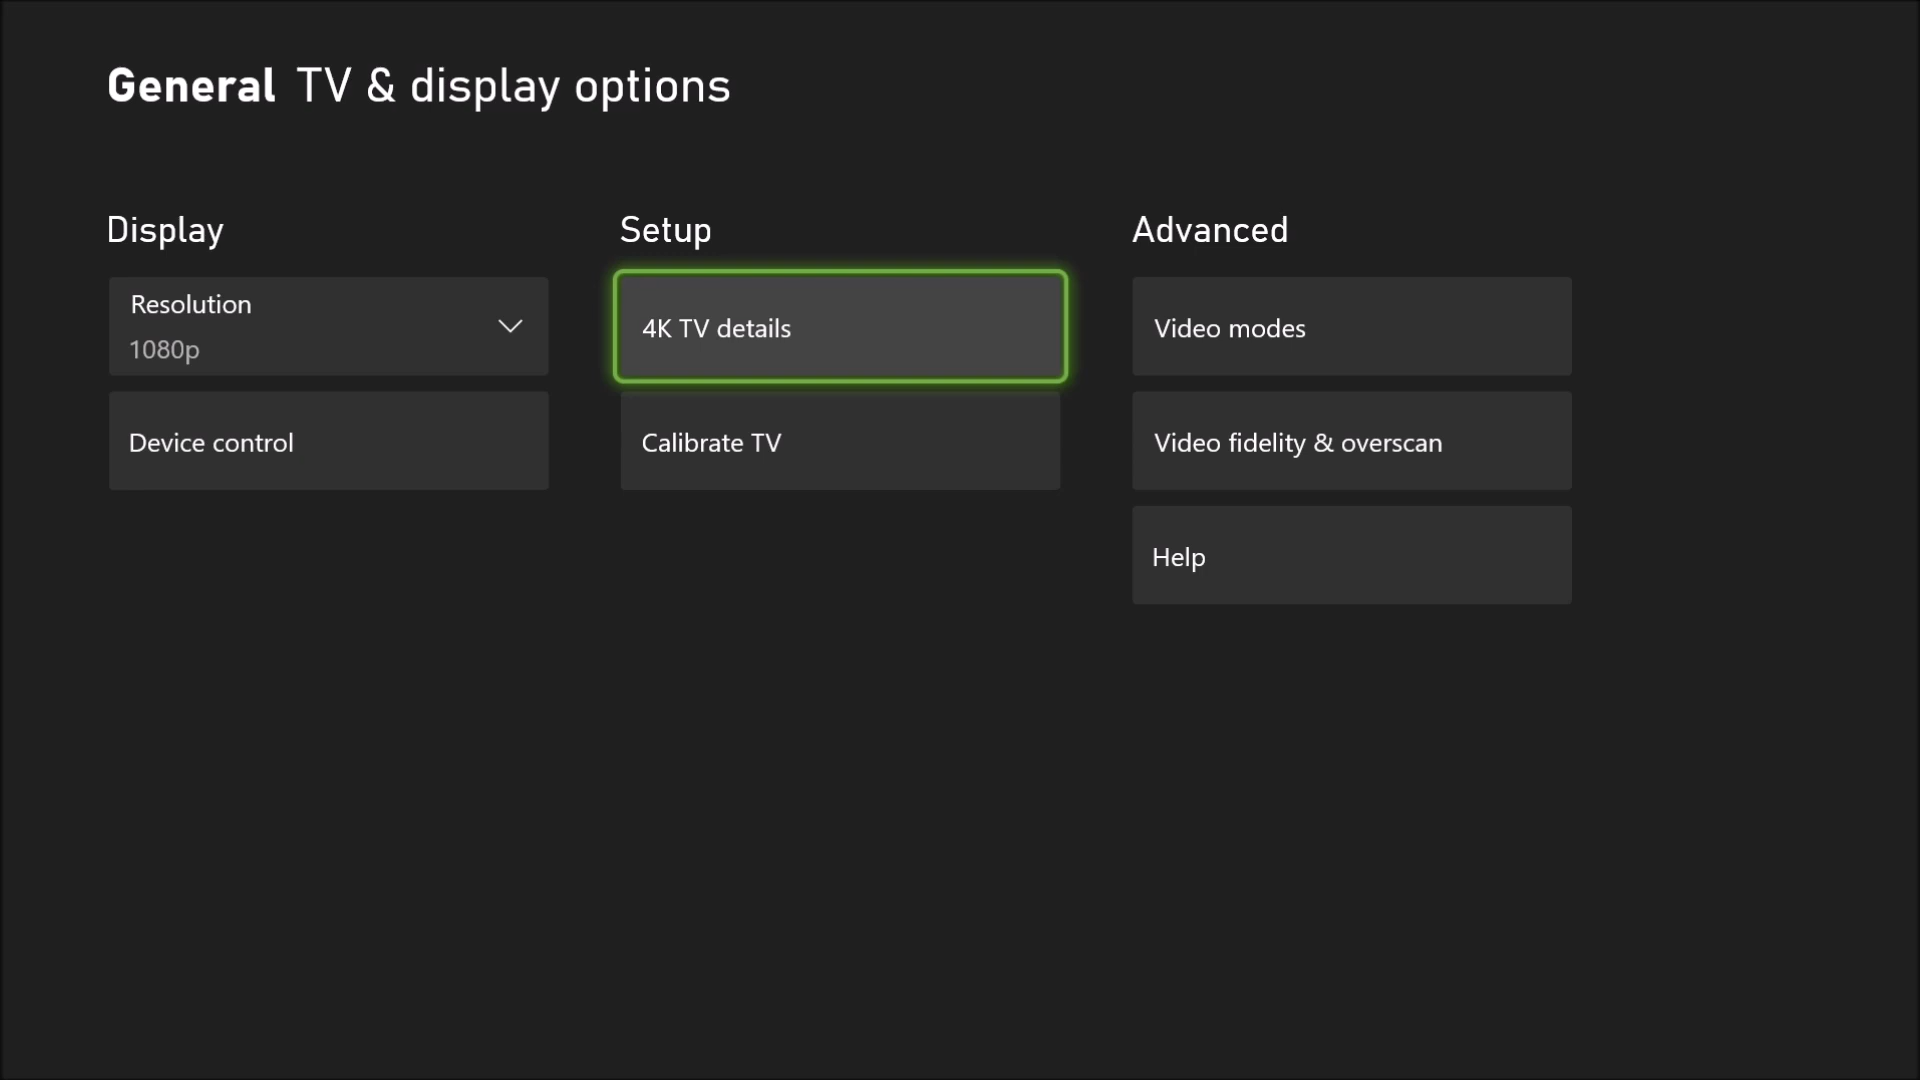 General TV & display options
Display
Resolution
1080p
Device control
Setup
4K TV details
Calibrate TV
Advanced
Video modes
Video fidelity & overscan
Help